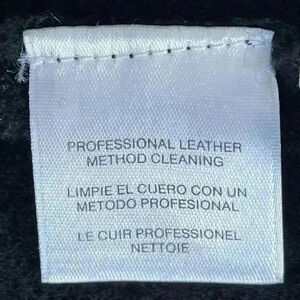 PROFESSIONAL LEATHER
METHOD CLEANING
LIMPIE EL CUERO CON UN
METODO PROFESIONAL
LE CUIR PROFESSIONEL
NETTOIE